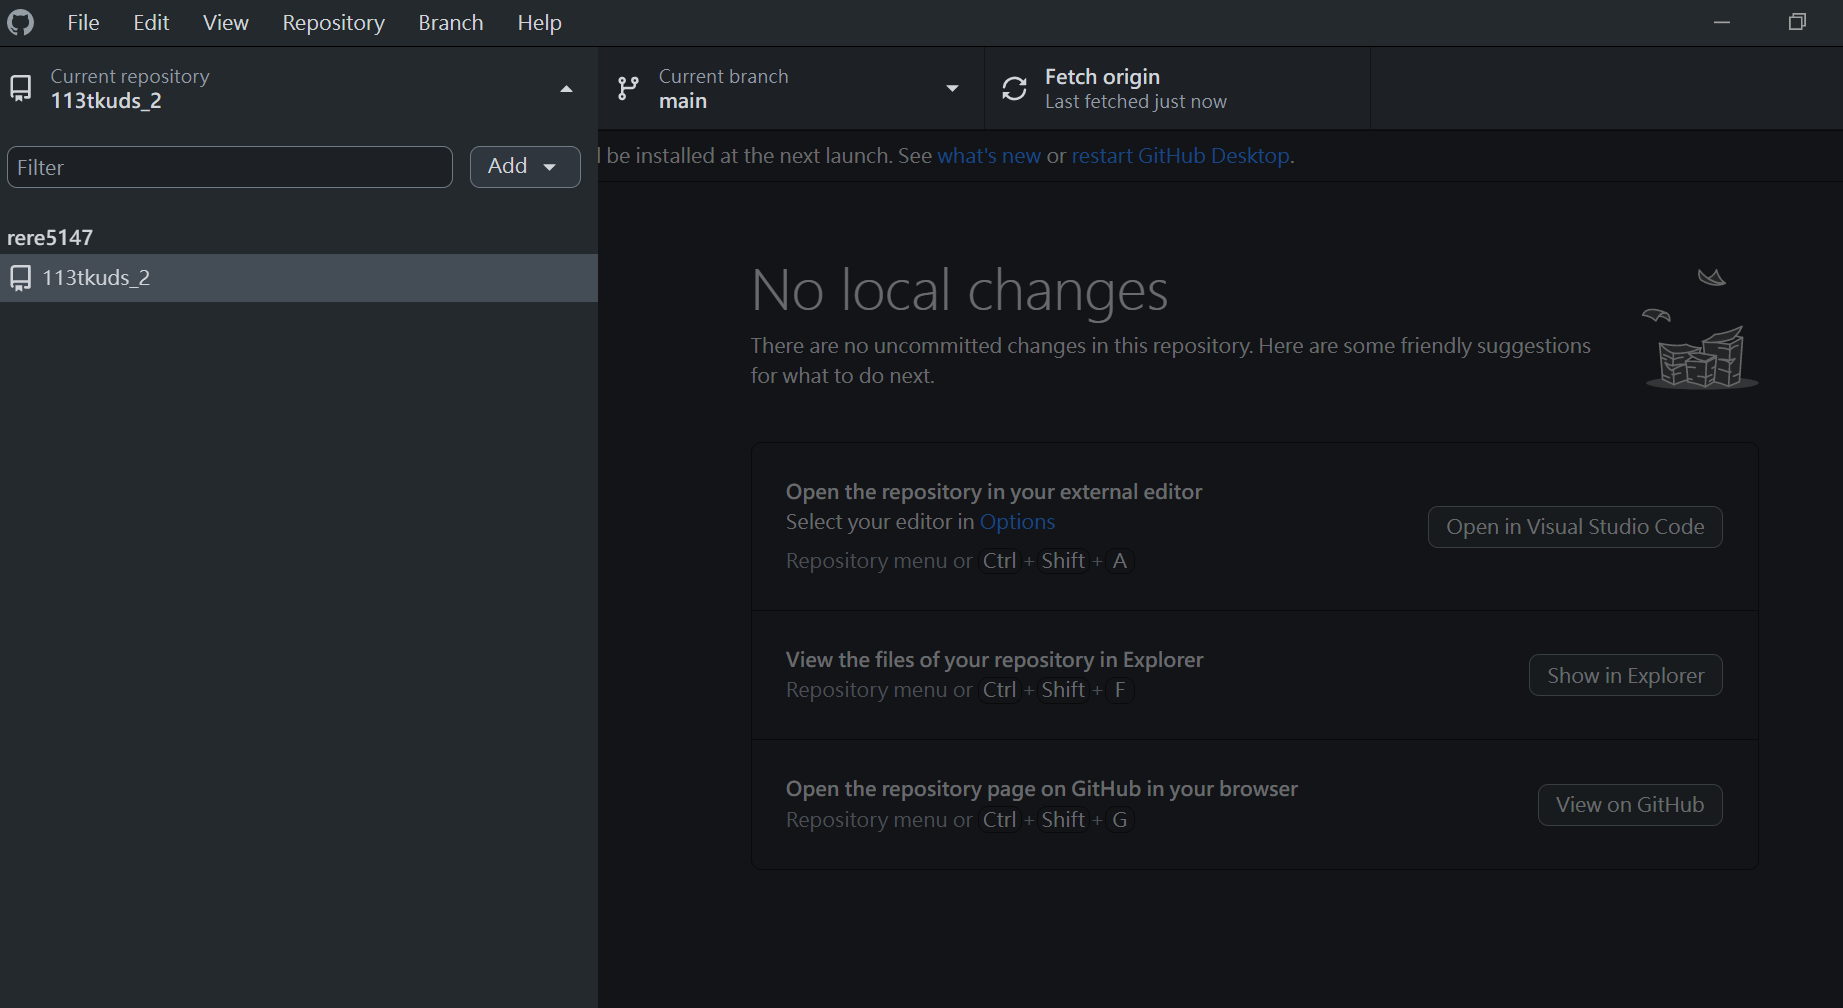 File Edit View Repository Branch Help
Current repository
113tkuds_2
Current branch
main
Fetch origin
Last fetched just now
Filter
Add
be installed at the next launch. See what's new or restart GitHub Desktop.
rere5147
113tkuds_2
No local changes
There are no uncommitted changes in this repository. Here are some friendly suggestions
for what to do next.
Open the repository in your external editor
Select your editor in Options
Repository menu or Ctrl + Shift + A
Open in Visual Studio Code
View the files of your repository in Explorer
Repository menu or Ctrl + Shift + F
Show in Explorer
Open the repository page on GitHub in your browser
Repository menu or Ctrl + Shift + G
View on GitHub